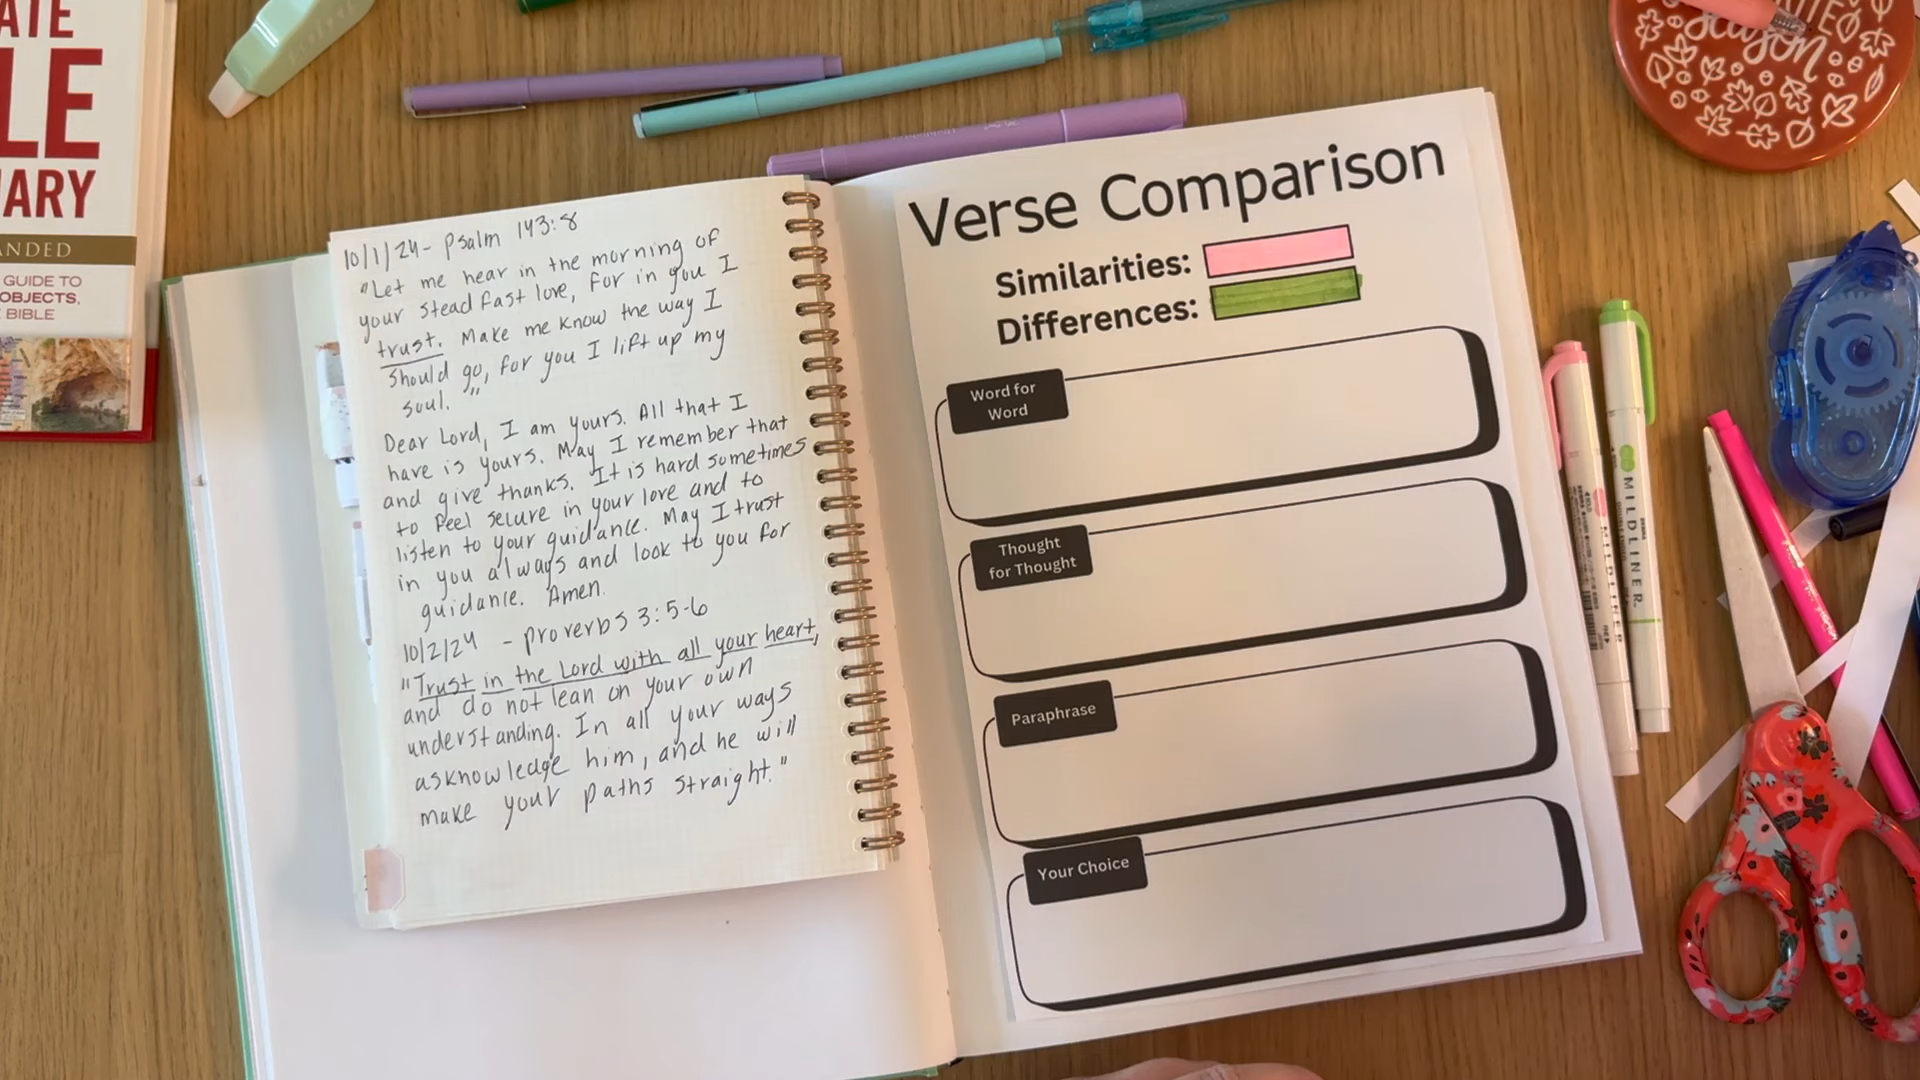 ATE
LE
ARY
ANDED
GUIDE TO
OBJECTS,
BIBLE
10/1/24- Psalm 143:8
"Let me hear in the morning of
your steadfast love, for in you I
trust. Make me know the way I
should go, for you I lift up my
soul."
Dear Lord, I am yours. All that I
have is yours. May I remember that
and give thanks. It is hard sometimes
to feel secure in your love and to
listen to your guidance. May I trust
in you always and look to you for
guidance. Amen.
10/2/24 - Proverbs 3:5-6
"Trust in the Lord with all your heart,
and do not lean on your own
understanding. In all your ways
asknowledge him, and he will
make your paths straight."
Verse Comparison
Similarities:
Differences:
Word for
Word
Thought
for Thought
Paraphrase
Your Choice
MILDLINER
MILDLINER.
season